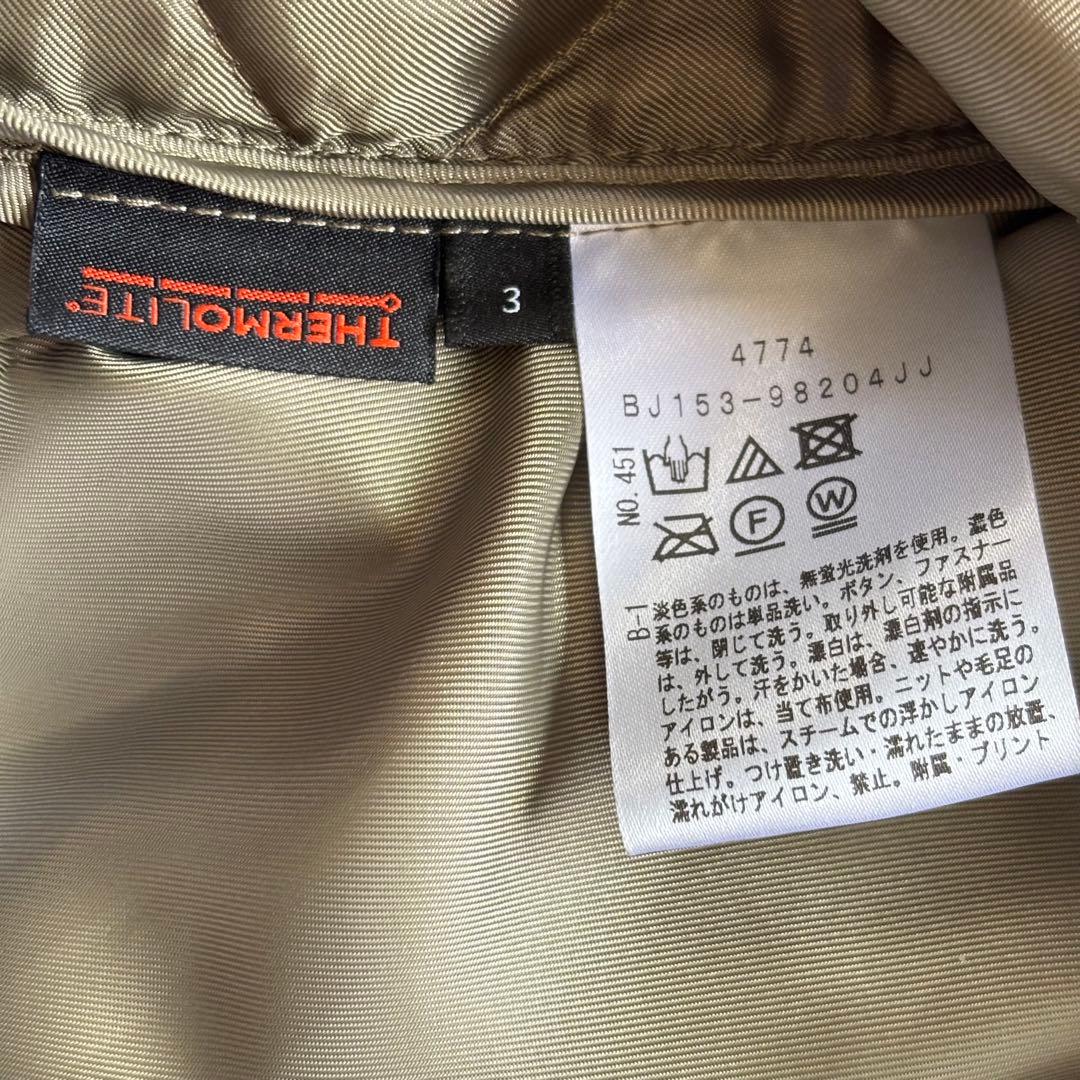 THERMOLITE®
3
4774
BJ153-98204JJ
NO.451
F
W
B-1
淡色系のものは、無蛍光洗剤を使用。濃色
系のものは単品洗い。ボタン、ファスナー
等は、閉じて洗う。取り外し可能な附属品
は、外して洗う。漂白は、漂白剤の指示に
したがう。汗をかいた場合、速やかに洗う。
アイロンは、当て布使用。ニットや毛足の
ある製品は、スチームでの浮かしアイロン
仕上げ。つけ置き洗い・濡れたままの放置、
濡れがけアイロン、禁止。附属・プリント